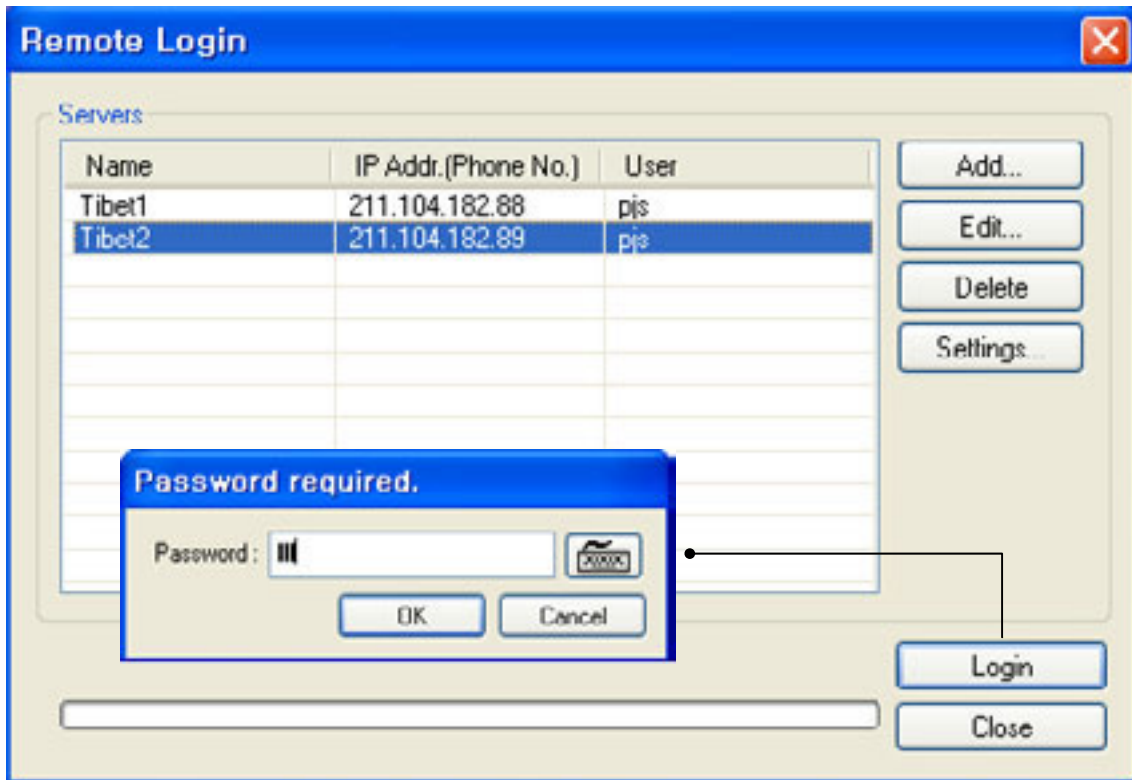 Remote Login
Servers
Name IP Addr.(Phone No.) User
Tibet1 211.104.182.88 pjs
Tibet2 211.104.182.89 pjs
Add...
Edit...
Delete
Settings...
Password required.
Password :
OK Cancel
Login
Close